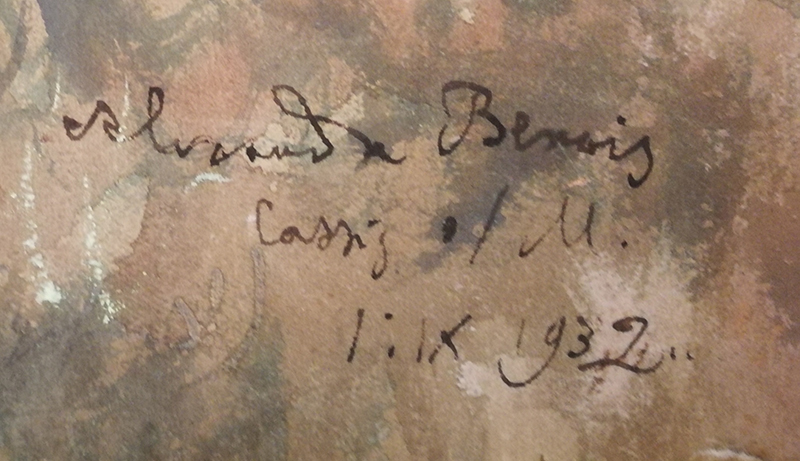 Alexandre Benois
Cassis s/M.
1.IX 1932.